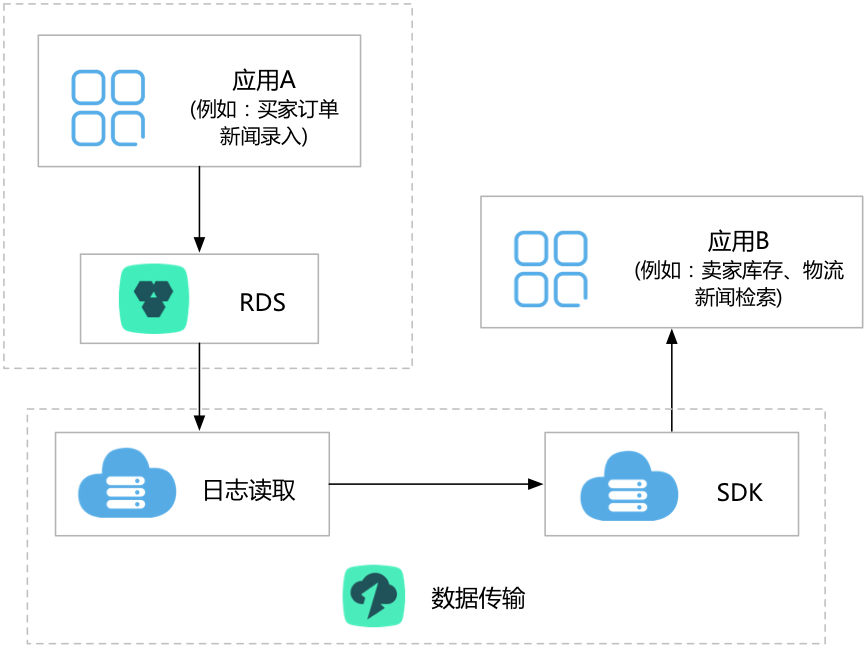 应用A
(例如：买家订单
新闻录入)
RDS
应用B
(例如：卖家库存、物流
新闻检索)
日志读取
SDK
数据传输